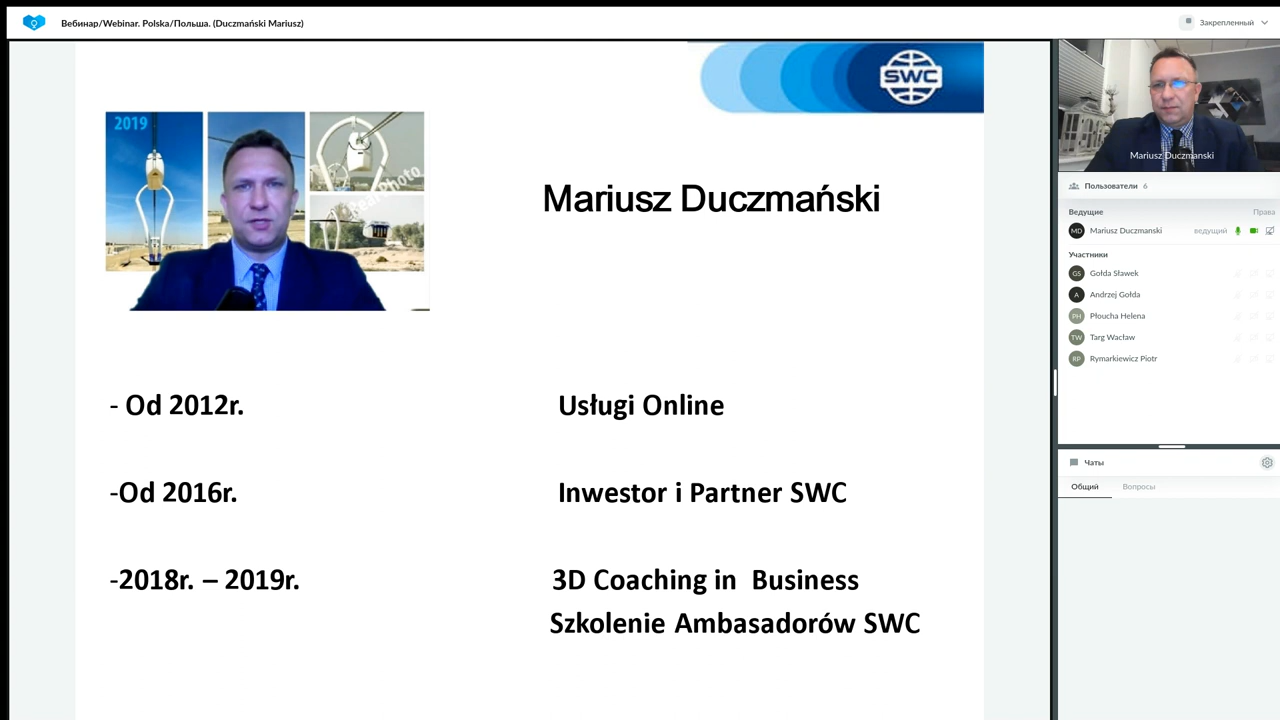 Вебинар/Webinar. Polska/Польша. (Duczmański Mariusz)
Закрепленный
SWC
2019
RearPhoto
Mariusz Duczmański
- Od 2012r. Usługi Online
-Od 2016r. Inwestor i Partner SWC
-2018r. – 2019r. 3D Coaching in Business
Szkolenie Ambasadorów SWC
Mariusz Duczmanski
Пользователи 6
Ведущие Права
MD Mariusz Duczmanski ведущий
Участники
GS Gołda Sławek
A Andrzej Gołda
PH Płoucha Helena
TW Targ Wacław
RP Rymarkiewicz Piotr
Чаты
Общий Вопросы